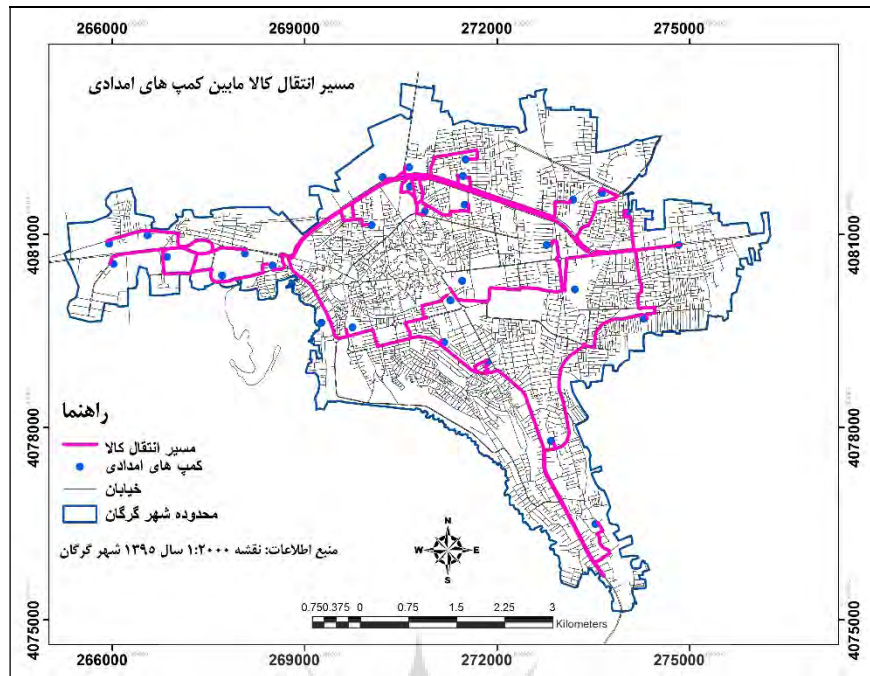 266000 269000 272000 275000
مسیر انتقال کالا مابین کمپ های امدادی
4081000
4081000
راهنما
مسیر انتقال کالا
کمپ های امدادی
خیابان
محدوده شهر گرگان
4078000
4078000
منبع اطلاعات: نقشه ۱:۲۰۰۰ سال ۱۳۹۵ شهر گرگان
N
W E
S
0.75 0.375 0 0.75 1.5 2.25 3
Kilometers
4075000
4075000
266000 269000 272000 275000